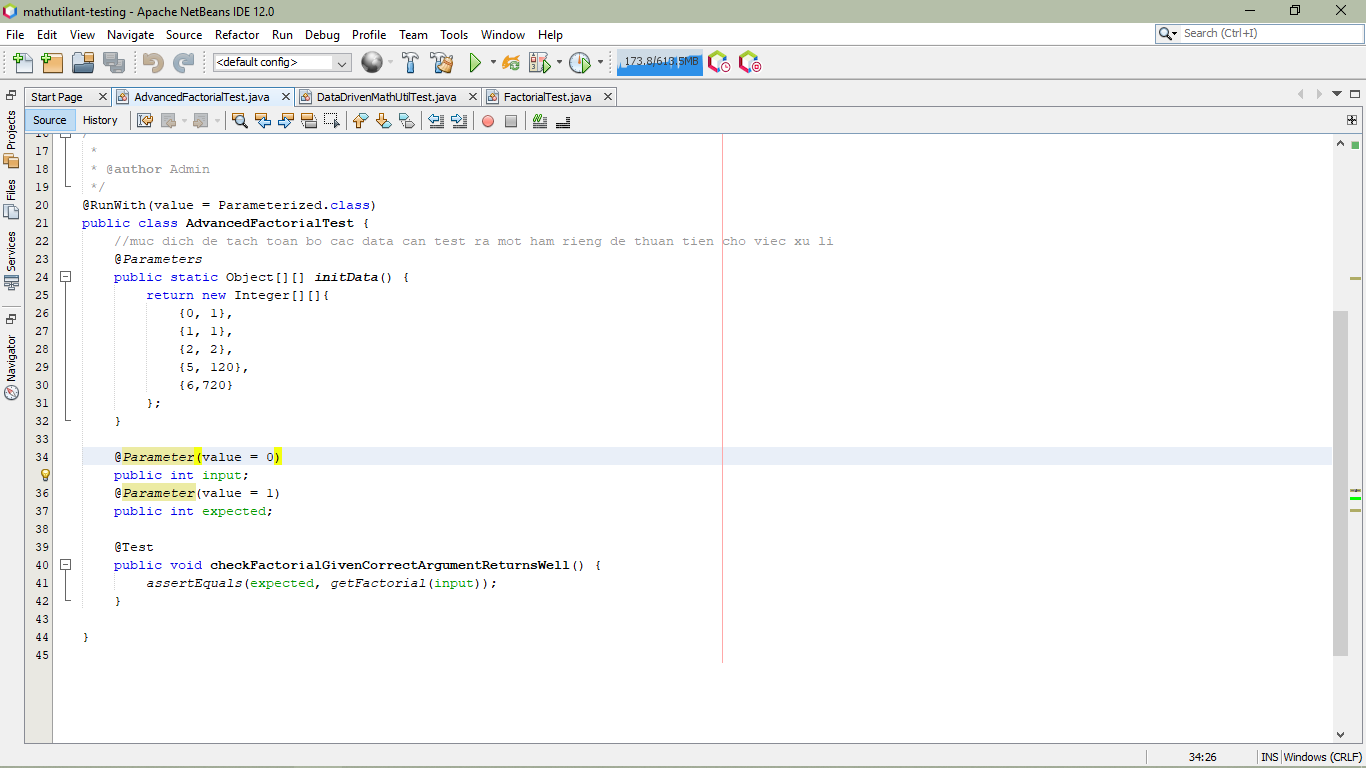 mathutilant-testing - Apache NetBeans IDE 12.0
File Edit View Navigate Source Refactor Run Debug Profile Team Tools Window Help
Search (Ctrl+I)
<default config>
173,8/613,5MB
Start Page
AdvancedFactorialTest.java
DataDrivenMathUtilTest.java
FactorialTest.java
Source History
Projects
Files
Services
Navigator
16 /
17 *
18 * @author Admin
19 */
20 @RunWith(value = Parameterized.class)
21 public class AdvancedFactorialTest {
22 //muc dich de tach toan bo cac data can test ra mot ham rieng de thuan tien cho viec xu li
23 @Parameters
24 public static Object[][] initData() {
25 return new Integer[][]{
26 {0, 1},
27 {1, 1},
28 {2, 2},
29 {5, 120},
30 {6,720}
31 };
32 }
33
34 @Parameter(value = 0)
public int input;
36 @Parameter(value = 1)
37 public int expected;
38
39 @Test
40 public void checkFactorialGivenCorrectArgumentReturnsWell() {
41 assertEquals(expected, getFactorial(input));
42 }
43
44 }
45
34:26 INS Windows (CRLF)